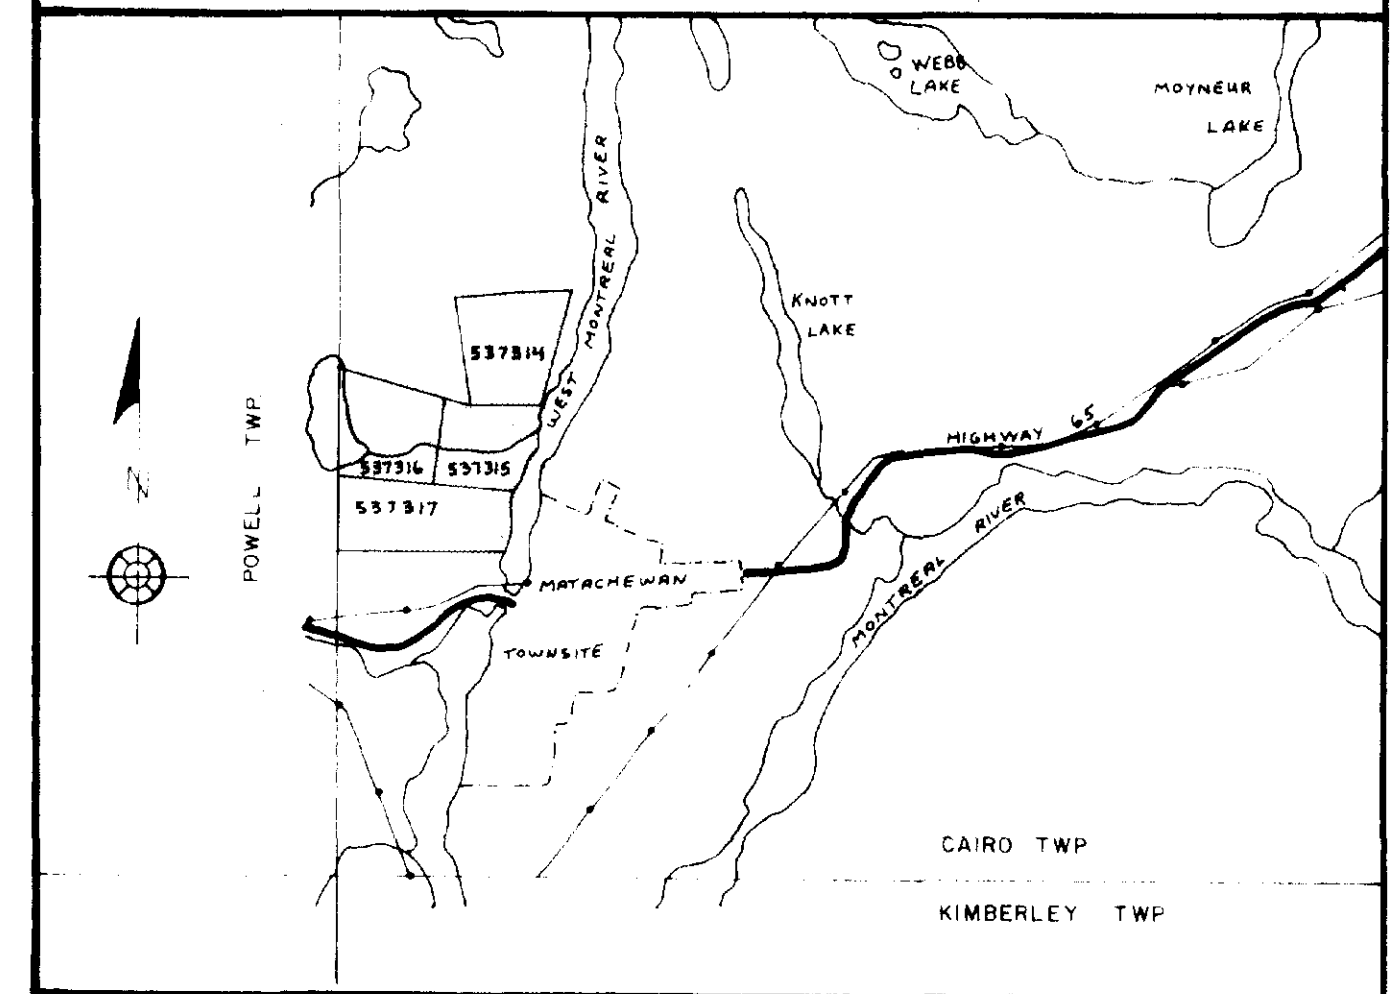 WEBB
LAKE
MOYNEUR
LAKE
WEST MONTREAL RIVER
KNOTT
LAKE
537314
POWELL TWP.
HIGHWAY 65
537316
537315
537317
N
MONTREAL RIVER
MATACHEWAN
TOWNSITE
CAIRO TWP
KIMBERLEY TWP